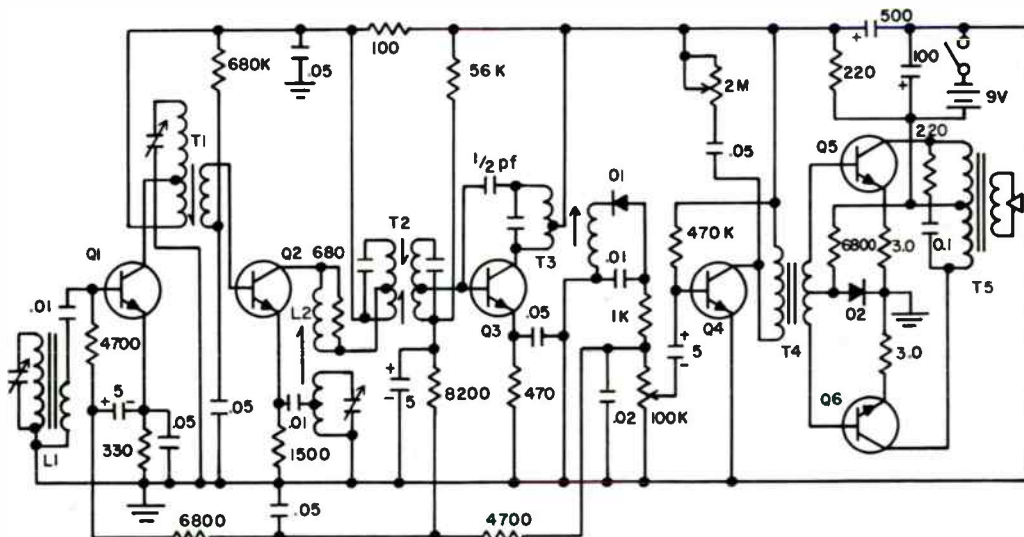 500
100
680K
.05
56 K
2M
220
100
9V
T1
1/2 pf
.05
Q5
220
Q1
Q2
680
T2
T3
01
470 K
6800
3.0
0.1
.01
L2
.01
Q3
.05
Q4
T4
02
T5
4700
1K
5
+
-
3.0
5
.05
.05
.01
5
8200
470
.02
100K
Q6
330
1500
L1
.05
6800
4700